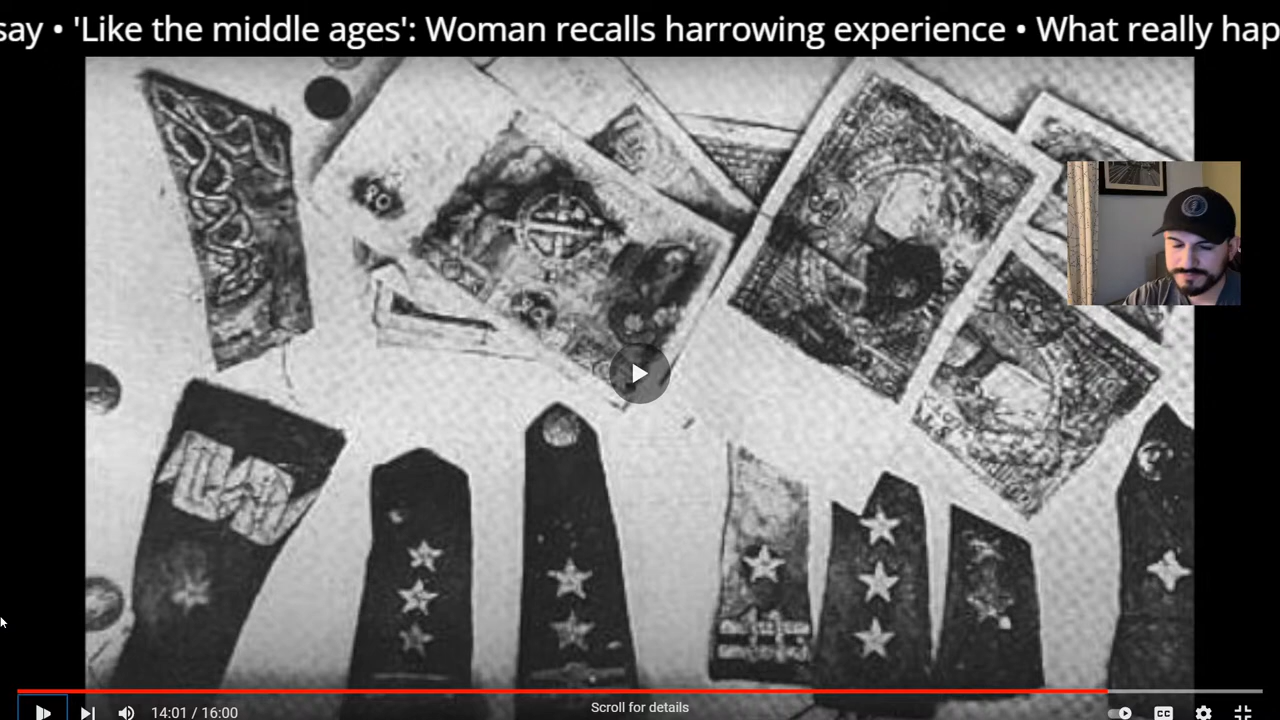 say • 'Like the middle ages': Woman recalls harrowing experience • What really hap
Scroll for details
14:01 / 16:00
CC